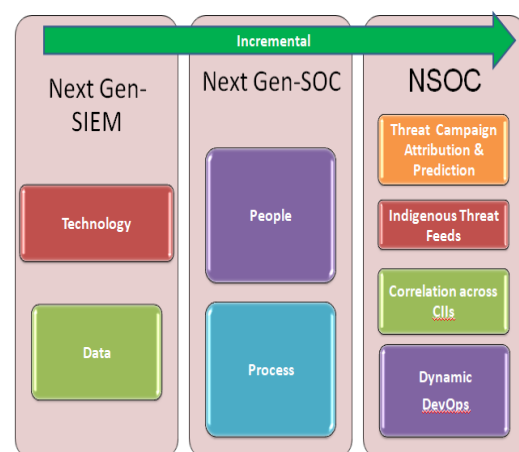 Incremental
Next Gen-
SIEM
Technology
Data
Next Gen-SOC
People
Process
NSOC
Threat Campaign
Attribution &
Prediction
Indigenous Threat
Feeds
Correlation across
CIIs
Dynamic
DevOps